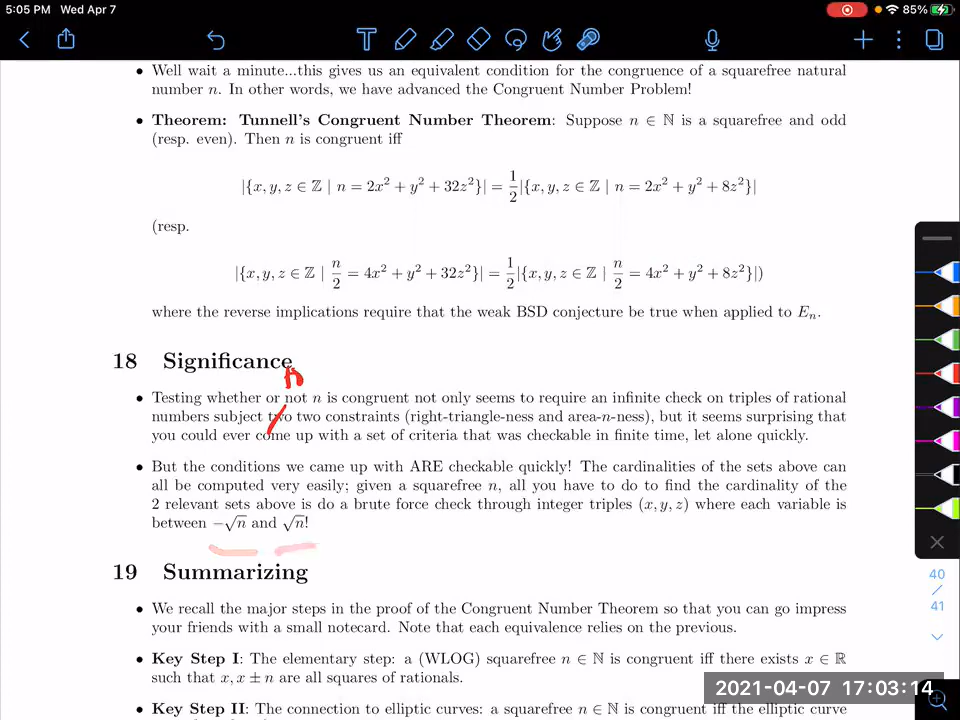 5:05 PM Wed Apr 7
85%
• Well wait a minute...this gives us an equivalent condition for the congruence of a squarefree natural
number n. In other words, we have advanced the Congruent Number Problem!
• Theorem: Tunnell's Congruent Number Theorem: Suppose n ∈ ℕ is a squarefree and odd
(resp. even). Then n is congruent iff
|{x, y, z ∈ ℤ | n = 2x² + y² + 32z²}| = 1/2|{x, y, z ∈ ℤ | n = 2x² + y² + 8z²}|
(resp.
|{x, y, z ∈ ℤ | n/2 = 4x² + y² + 32z²}| = 1/2|{x, y, z ∈ ℤ | n/2 = 4x² + y² + 8z²}|)
where the reverse implications require that the weak BSD conjecture be true when applied to Eₙ.
18 Significance
• Testing whether or not n is congruent not only seems to require an infinite check on triples of rational
numbers subject two two constraints (right-triangle-ness and area-n-ness), but it seems surprising that
you could ever come up with a set of criteria that was checkable in finite time, let alone quickly.
• But the conditions we came up with ARE checkable quickly! The cardinalities of the sets above can
all be computed very easily; given a squarefree n, all you have to do to find the cardinality of the
2 relevant sets above is do a brute force check through integer triples (x, y, z) where each variable is
between −√n and √n!
19 Summarizing
• We recall the major steps in the proof of the Congruent Number Theorem so that you can go impress
your friends with a small notecard. Note that each equivalence relies on the previous.
• Key Step I: The elementary step: a (WLOG) squarefree n ∈ ℕ is congruent iff there exists x ∈ ℝ
such that x, x ± n are all squares of rationals.
• Key Step II: The connection to elliptic curves: a squarefree n ∈ ℕ is congruent iff the elliptic curve
40
/
41
2021-04-07 17:03:14